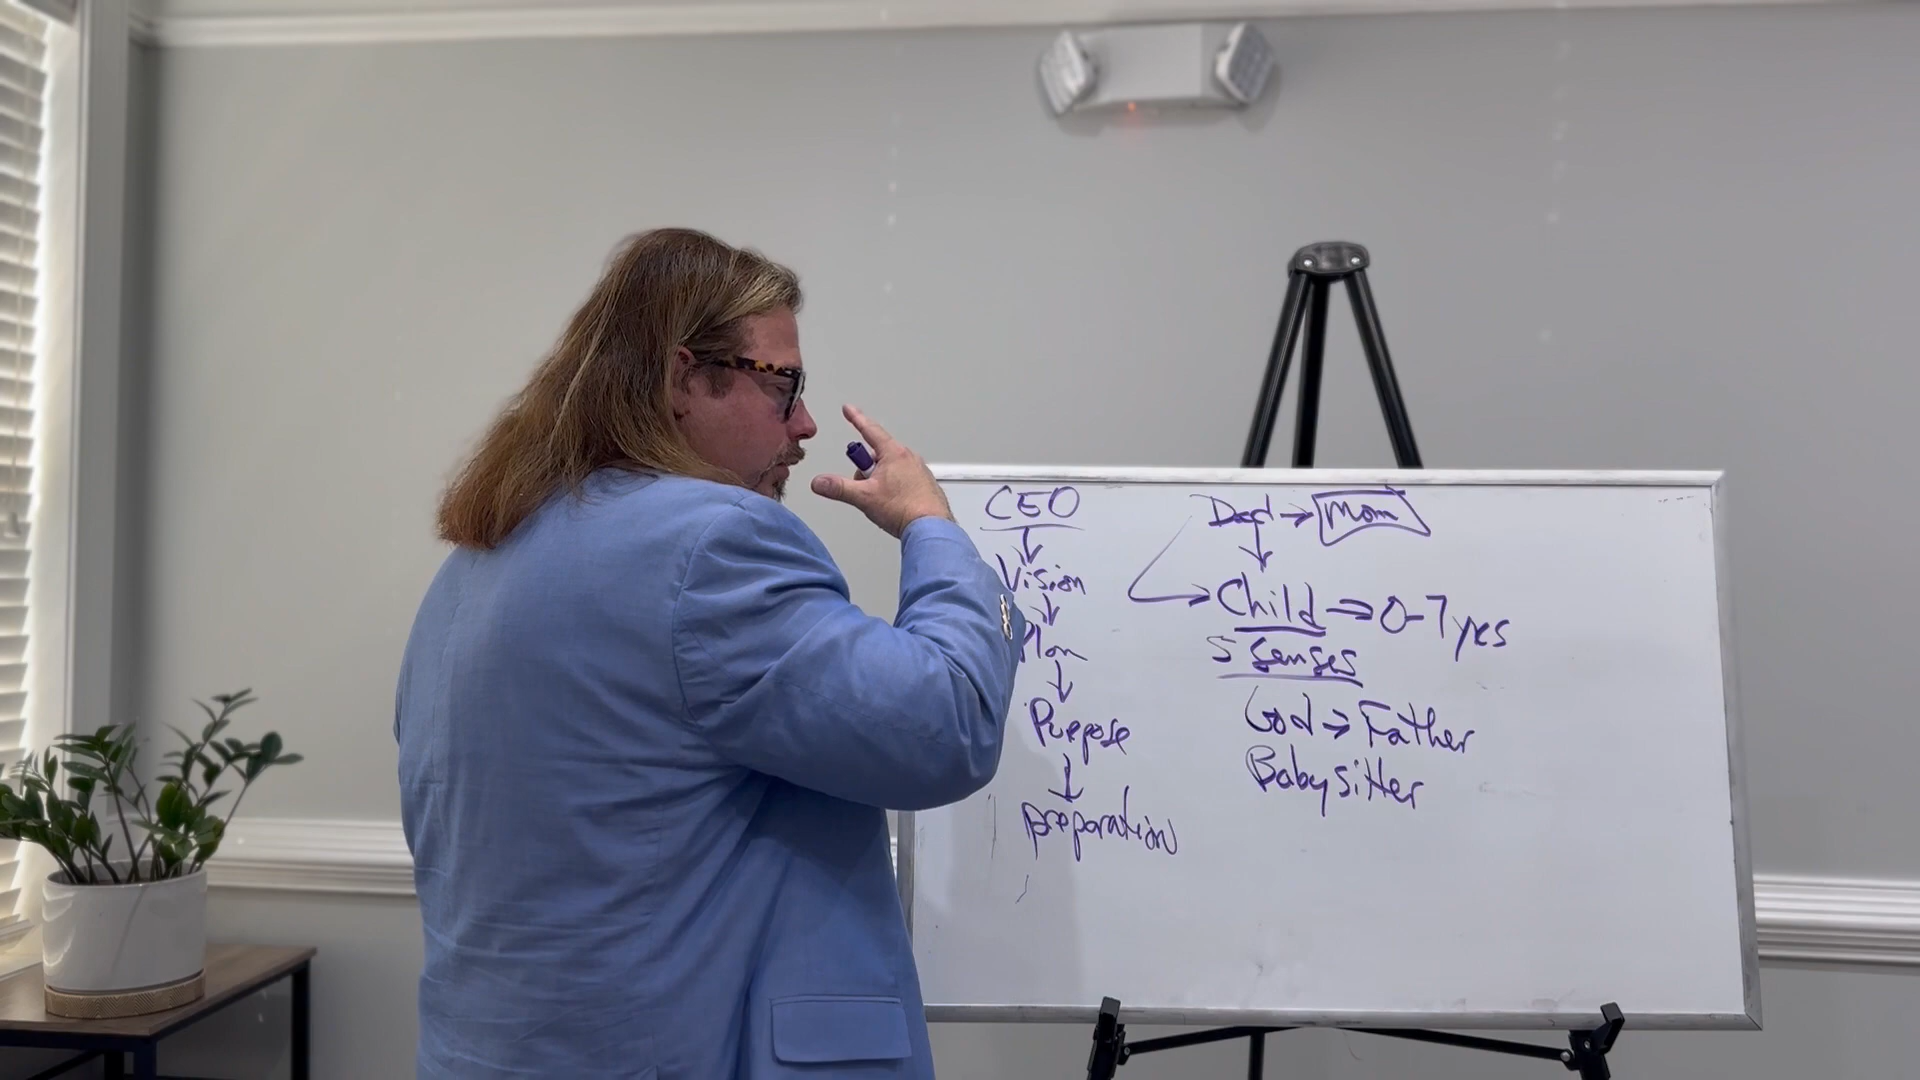 CEO
Vision
Plan
Purpose
preparation
Dad → Mom
Child → 0-7 yrs
5 senses
God → Father
Babysitter